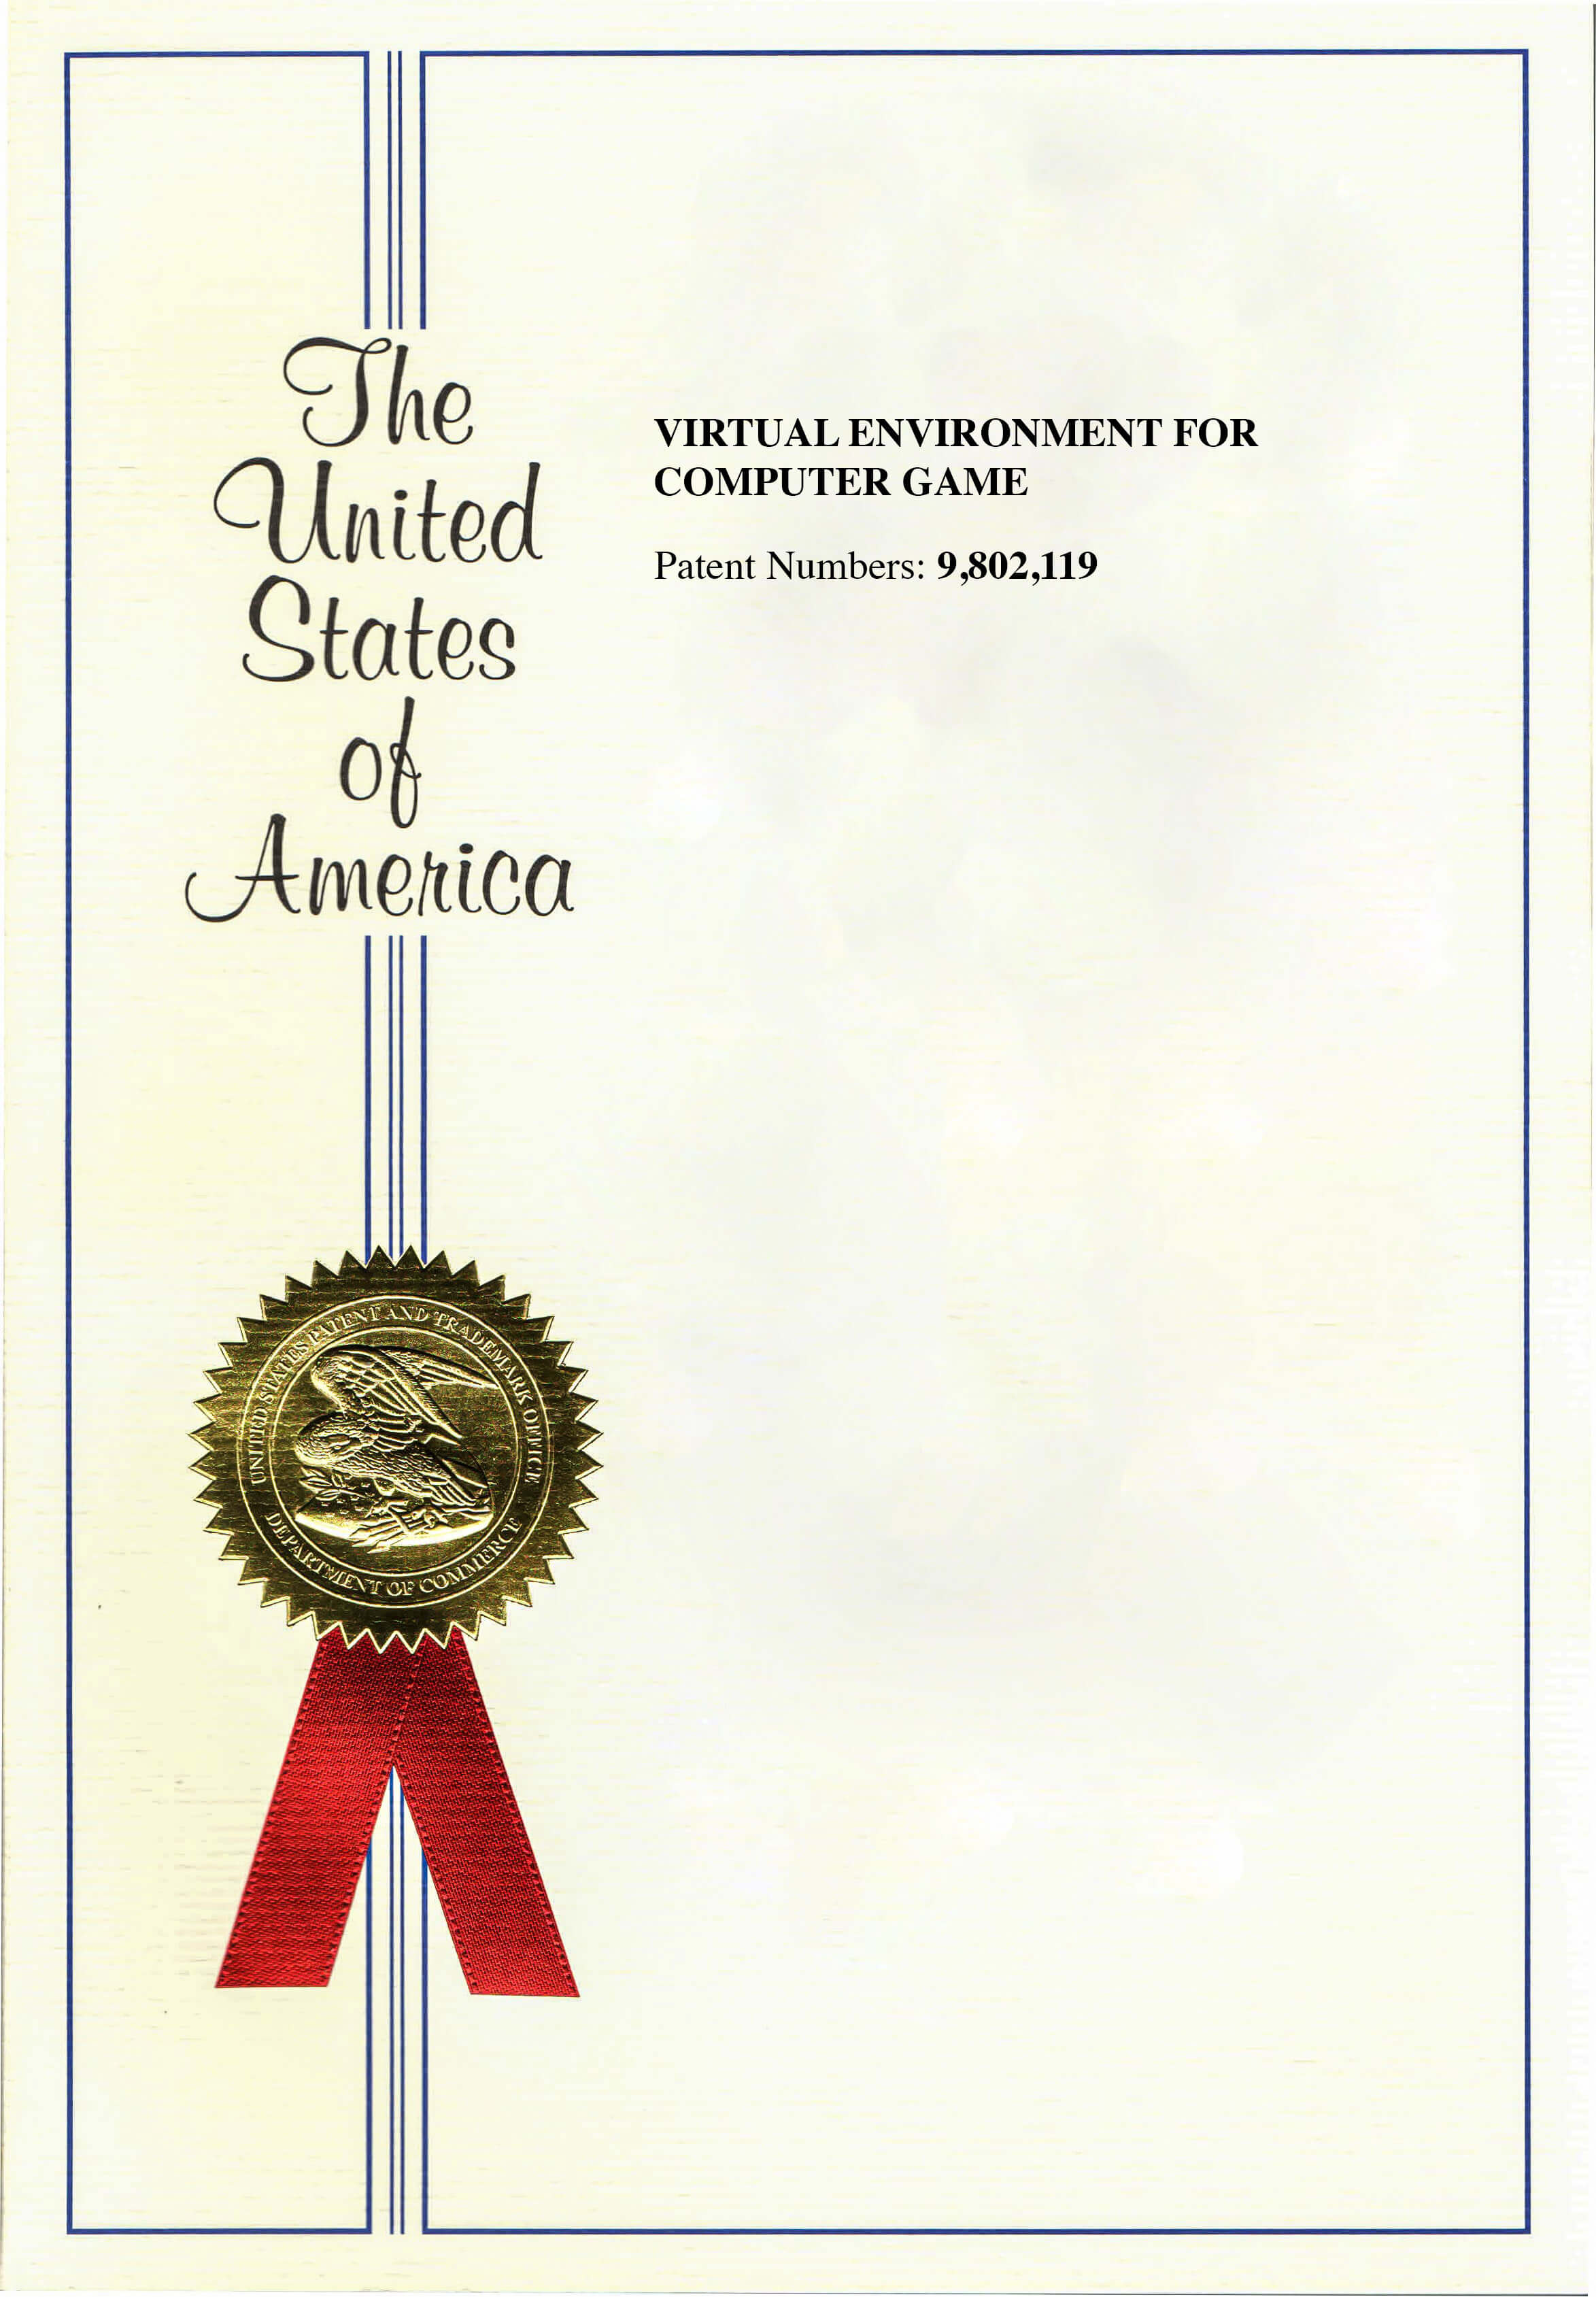 The
United
States
of
America
VIRTUAL ENVIRONMENT FOR
COMPUTER GAME
Patent Numbers: 9,802,119
UNITED STATES PATENT AND TRADEMARK OFFICE
DEPARTMENT OF COMMERCE